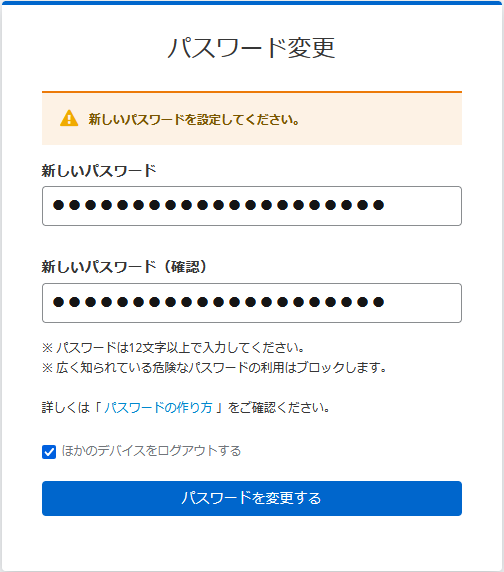 パスワード変更
新しいパスワードを設定してください。
新しいパスワード
●●●●●●●●●●●●●●●●●●●●●
新しいパスワード（確認）
●●●●●●●●●●●●●●●●●●●●●
※ パスワードは12文字以上で入力してください。
※ 広く知られている危険なパスワードの利用はブロックします。
詳しくは「 パスワードの作り方 」をご確認ください。
ほかのデバイスをログアウトする
パスワードを変更する